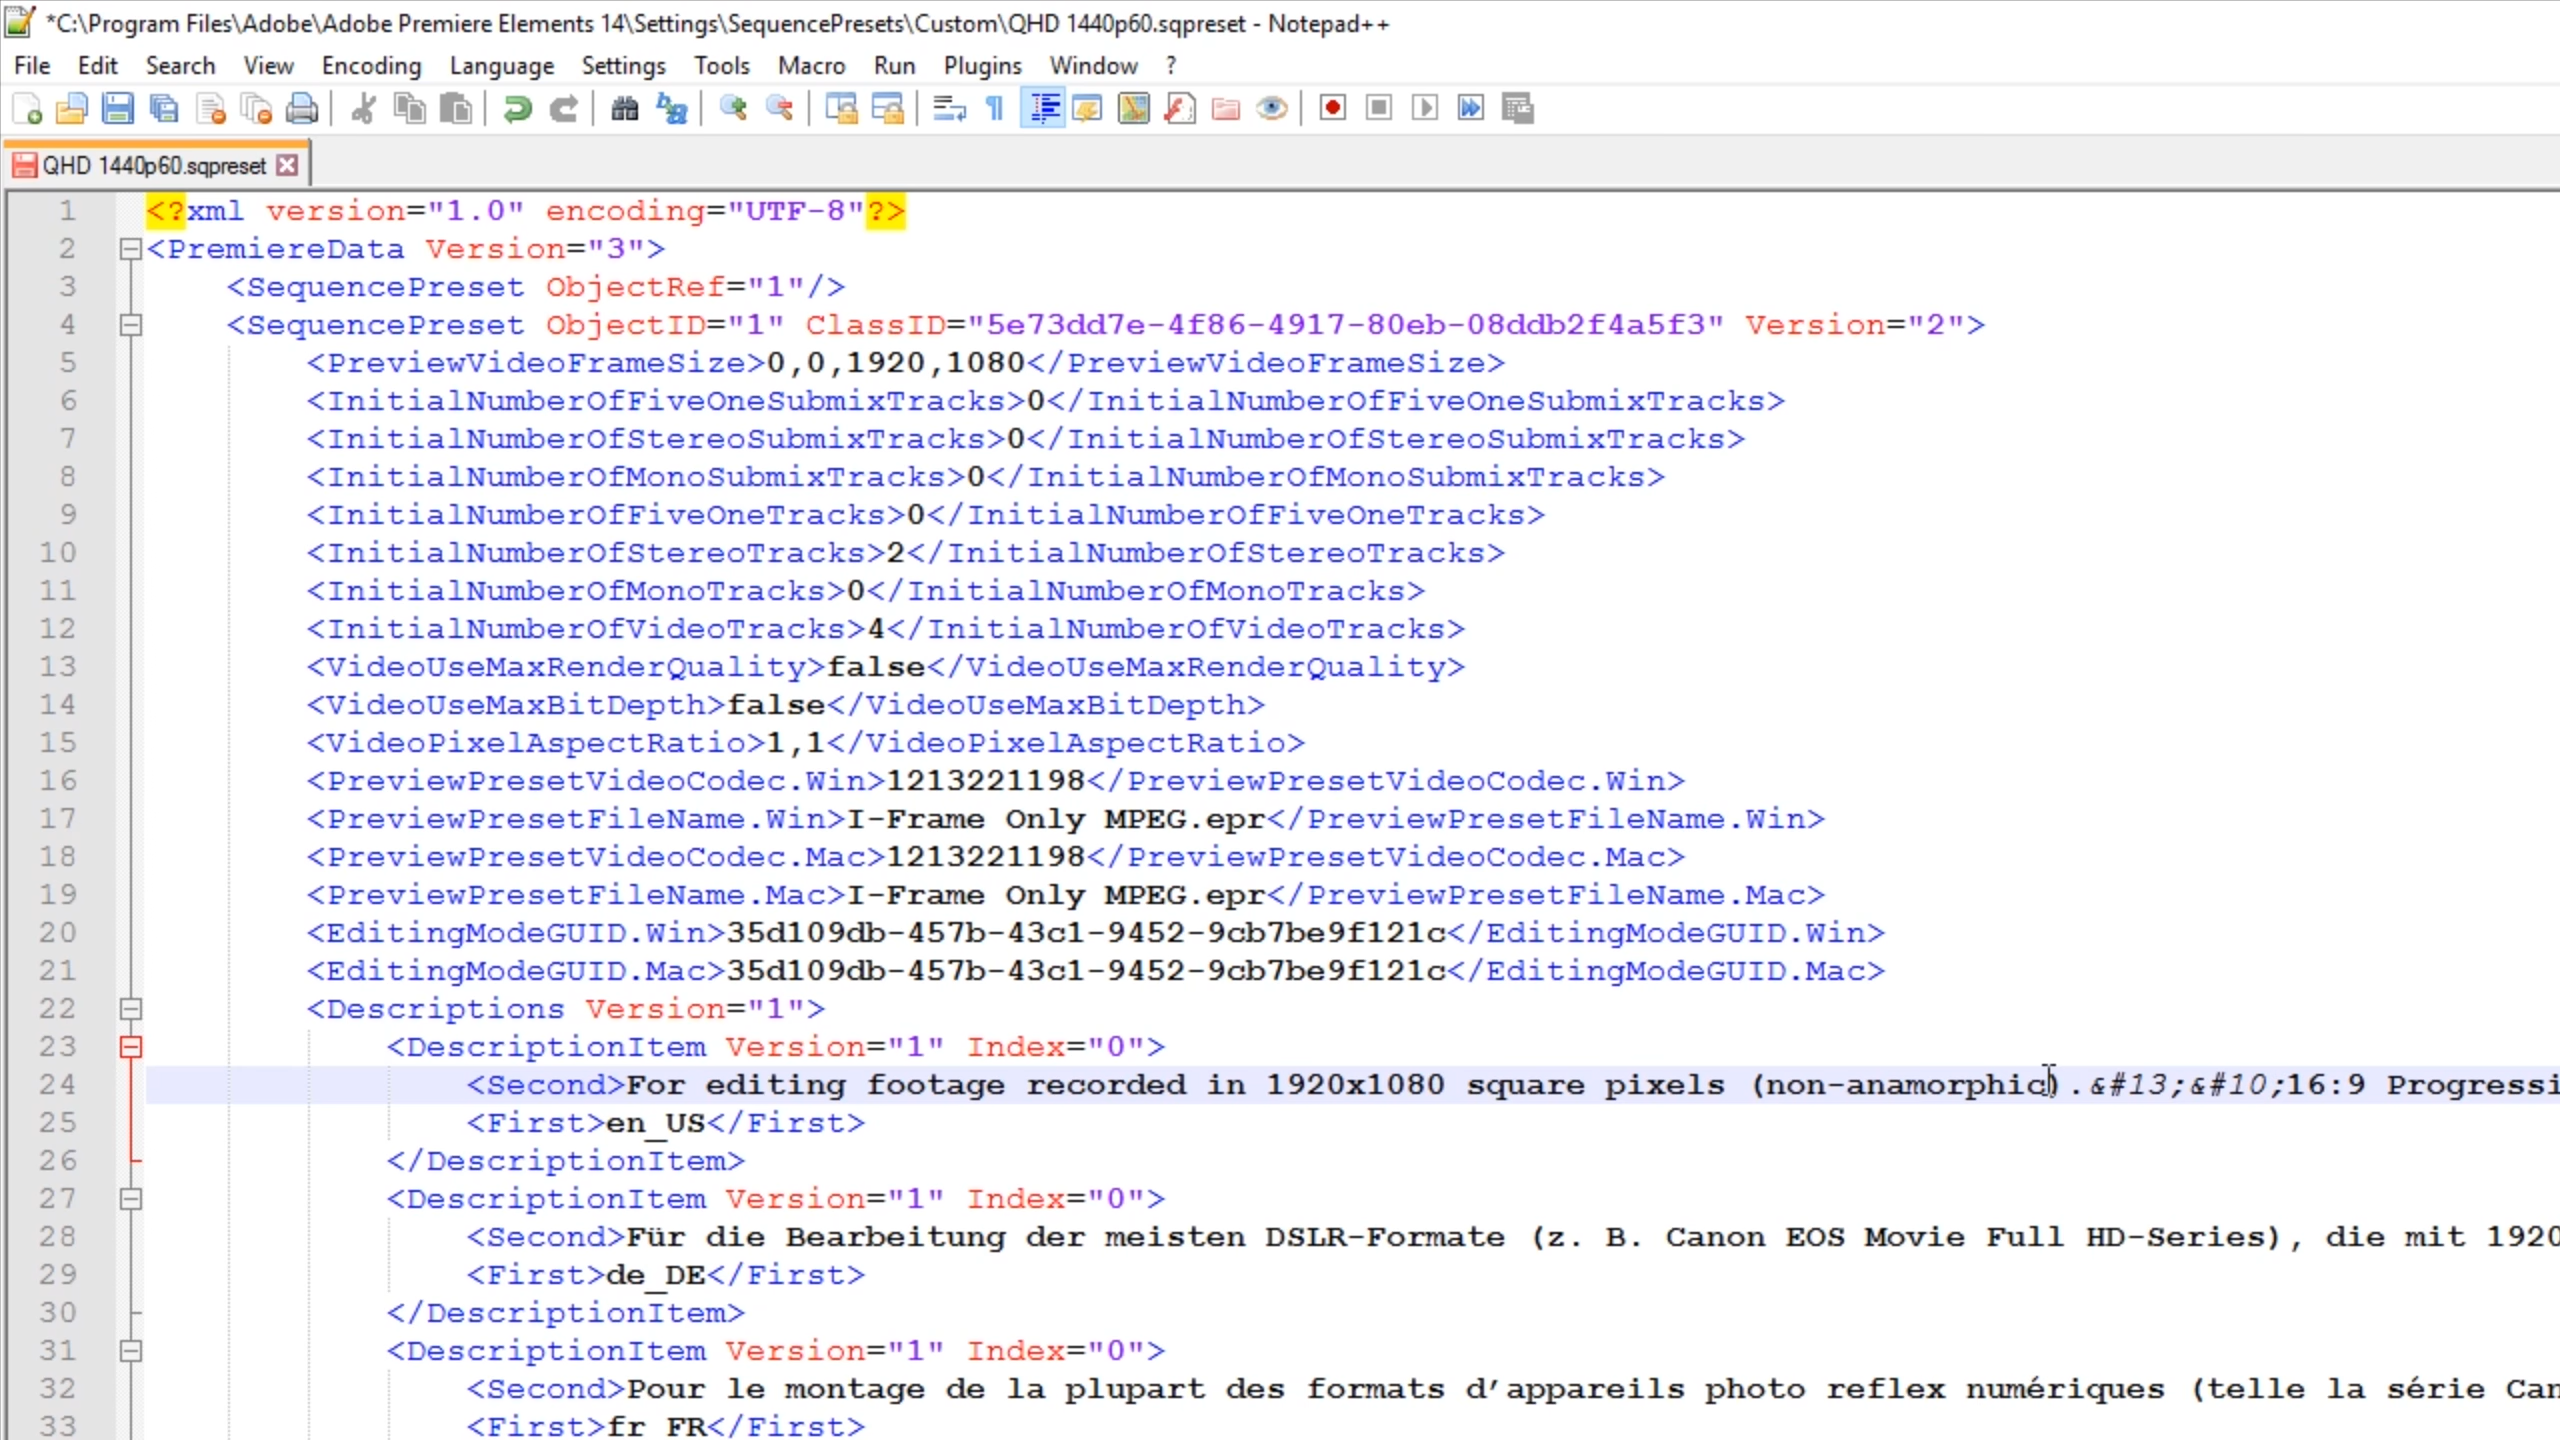 *C:\Program Files\Adobe\Adobe Premiere Elements 14\Settings\SequencePresets\Custom\QHD 1440p60.sqpreset - Notepad++
File Edit Search View Encoding Language Settings Tools Macro Run Plugins Window ?
QHD 1440p60.sqpreset
1 <?xml version="1.0" encoding="UTF-8"?>
2 <PremiereData Version="3">
3 <SequencePreset ObjectRef="1"/>
4 <SequencePreset ObjectID="1" ClassID="5e73dd7e-4f86-4917-80eb-08ddb2f4a5f3" Version="2">
5 <PreviewVideoFrameSize>0,0,1920,1080</PreviewVideoFrameSize>
6 <InitialNumberOfFiveOneSubmixTracks>0</InitialNumberOfFiveOneSubmixTracks>
7 <InitialNumberOfStereoSubmixTracks>0</InitialNumberOfStereoSubmixTracks>
8 <InitialNumberOfMonoSubmixTracks>0</InitialNumberOfMonoSubmixTracks>
9 <InitialNumberOfFiveOneTracks>0</InitialNumberOfFiveOneTracks>
10 <InitialNumberOfStereoTracks>2</InitialNumberOfStereoTracks>
11 <InitialNumberOfMonoTracks>0</InitialNumberOfMonoTracks>
12 <InitialNumberOfVideoTracks>4</InitialNumberOfVideoTracks>
13 <VideoUseMaxRenderQuality>false</VideoUseMaxRenderQuality>
14 <VideoUseMaxBitDepth>false</VideoUseMaxBitDepth>
15 <VideoPixelAspectRatio>1,1</VideoPixelAspectRatio>
16 <PreviewPresetVideoCodec.Win>1213221198</PreviewPresetVideoCodec.Win>
17 <PreviewPresetFileName.Win>I-Frame Only MPEG.epr</PreviewPresetFileName.Win>
18 <PreviewPresetVideoCodec.Mac>1213221198</PreviewPresetVideoCodec.Mac>
19 <PreviewPresetFileName.Mac>I-Frame Only MPEG.epr</PreviewPresetFileName.Mac>
20 <EditingModeGUID.Win>35d109db-457b-43c1-9452-9cb7be9f121c</EditingModeGUID.Win>
21 <EditingModeGUID.Mac>35d109db-457b-43c1-9452-9cb7be9f121c</EditingModeGUID.Mac>
22 <Descriptions Version="1">
23 <DescriptionItem Version="1" Index="0">
24 <Second>For editing footage recorded in 1920x1080 square pixels (non-anamorphic).&#13;&#10;16:9 Progressi
25 <First>en_US</First>
26 </DescriptionItem>
27 <DescriptionItem Version="1" Index="0">
28 <Second>Für die Bearbeitung der meisten DSLR-Formate (z. B. Canon EOS Movie Full HD-Series), die mit 1920
29 <First>de_DE</First>
30 </DescriptionItem>
31 <DescriptionItem Version="1" Index="0">
32 <Second>Pour le montage de la plupart des formats d’appareils photo reflex numériques (telle la série Can
33 <First>fr_FR</First>